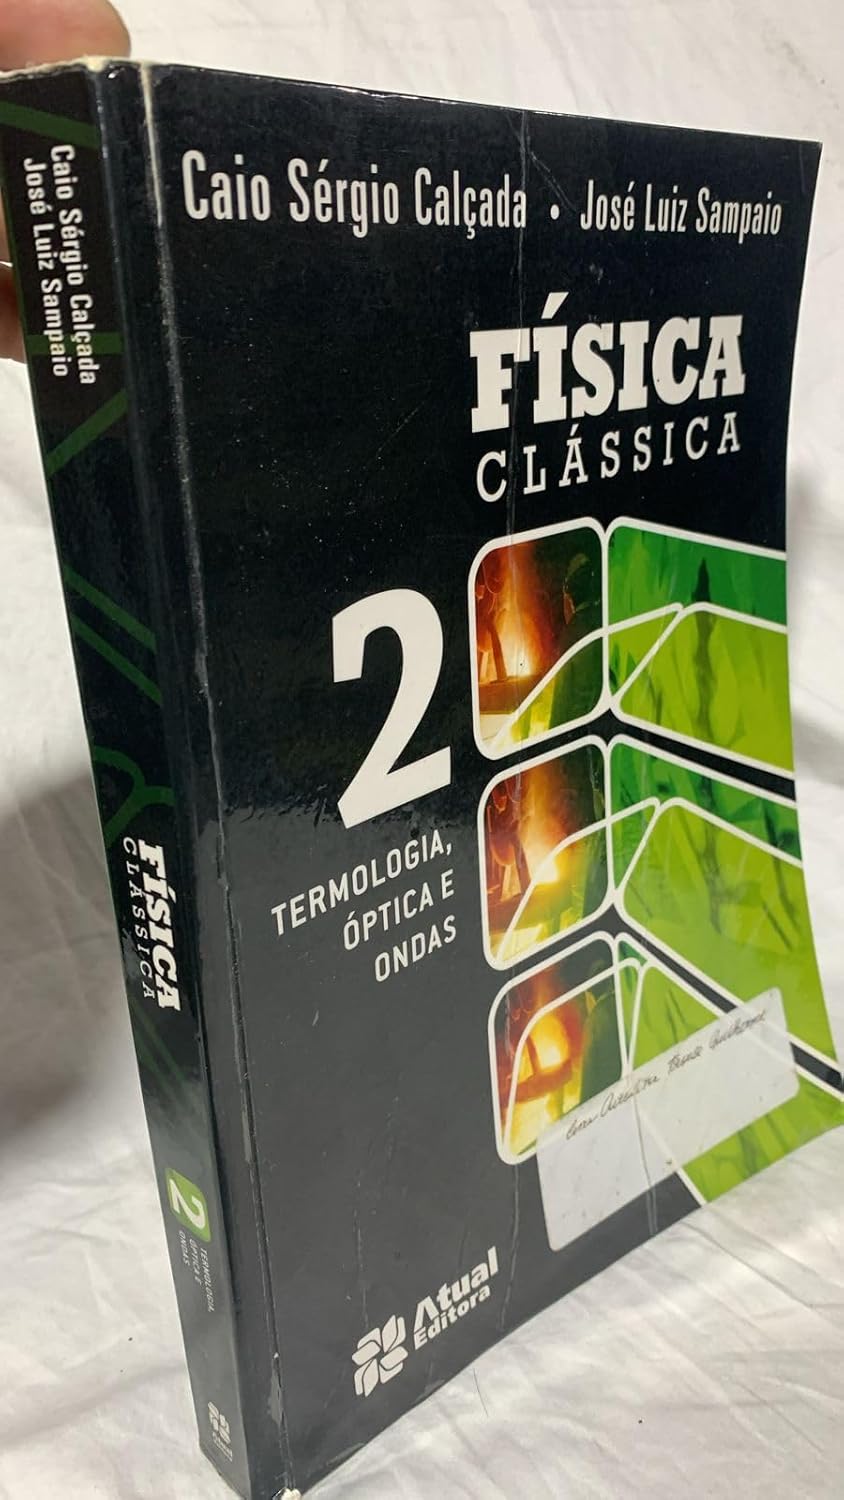 Caio Sérgio Calçada • José Luiz Sampaio
FÍSICA
CLÁSSICA
2
TERMOLOGIA,
ÓPTICA E
ONDAS
Atual
Editora
Caio Sérgio Calçada
José Luiz Sampaio
FÍSICA
CLÁSSICA
2
TERMOLOGIA,
ÓPTICA E
ONDAS
Atual